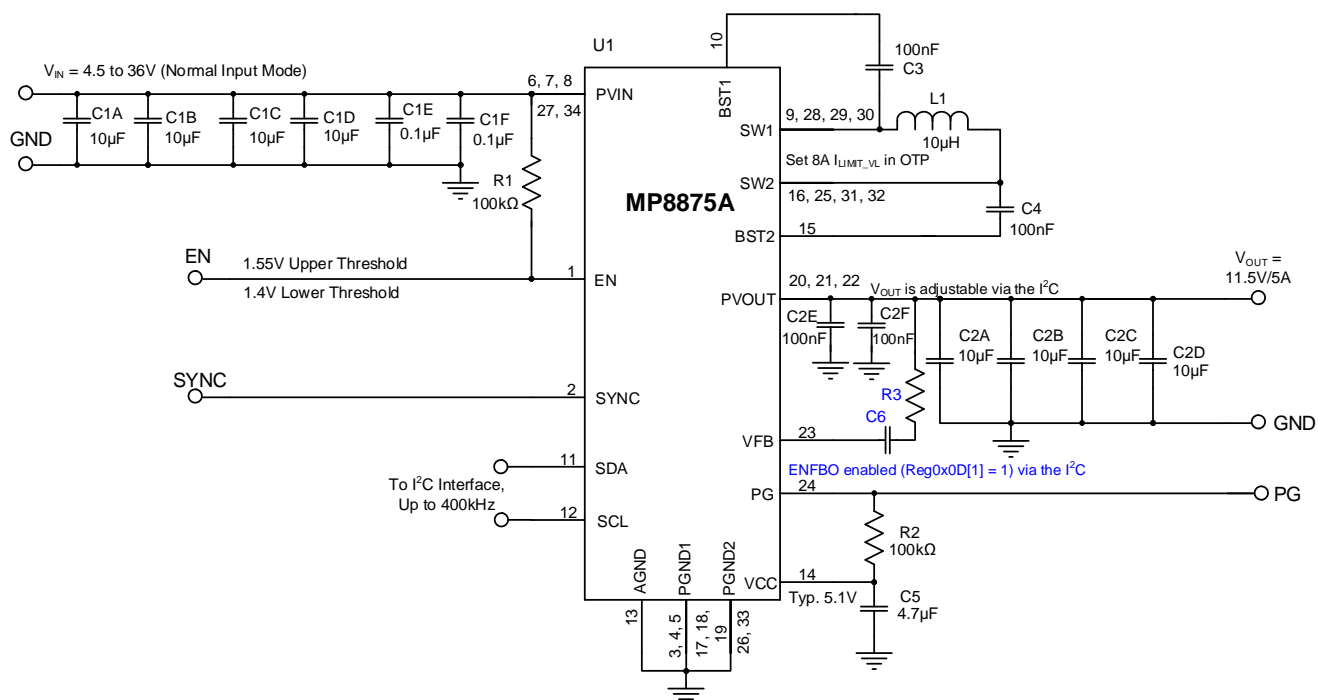 U1
V_IN = 4.5 to 36V (Normal Input Mode)
GND
C1A
10µF
C1B
10µF
C1C
10µF
C1D
10µF
C1E
0.1µF
C1F
0.1µF
R1
100kΩ
6, 7, 8
27, 34
PVIN
EN
1.55V Upper Threshold
1.4V Lower Threshold
1
EN
SYNC
2
SYNC
To I²C Interface,
Up to 400kHz
11
SDA
12
SCL
MP8875A
10
BST1
100nF
C3
SW1
9, 28, 29, 30
L1
10µH
Set 8A I_LIMIT_VL in OTP
SW2
16, 25, 31, 32
C4
100nF
BST2
15
20, 21, 22
PVOUT
V_OUT is adjustable via the I²C
V_OUT =
11.5V/5A
C2E
100nF
C2F
100nF
C2A
10µF
C2B
10µF
C2C
10µF
C2D
10µF
R3
C6
GND
VFB
23
ENFBO enabled (Reg0x0D[1] = 1) via the I²C
PG
24
PG
R2
100kΩ
VCC
14
Typ. 5.1V
C5
4.7µF
AGND
PGND1
PGND2
13
3, 4, 5
17, 18,
19
26, 33